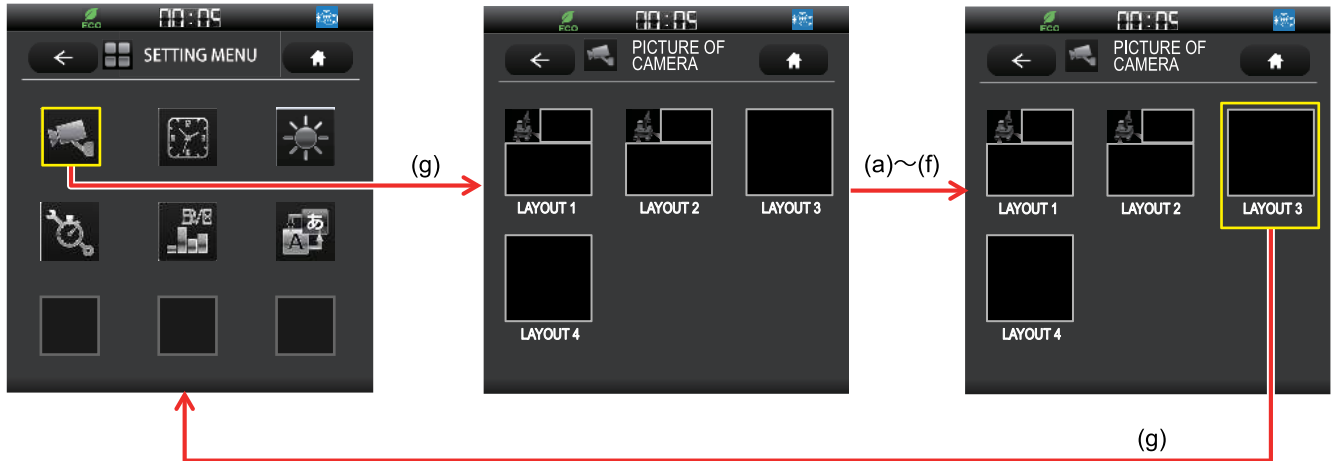 ECO
00:05
SETTING MENU
E/G
A あ
(g)
ECO
00:05
PICTURE OF
CAMERA
LAYOUT 1
LAYOUT 2
LAYOUT 3
LAYOUT 4
(a)～(f)
ECO
00:05
PICTURE OF
CAMERA
LAYOUT 1
LAYOUT 2
LAYOUT 3
LAYOUT 4
(g)